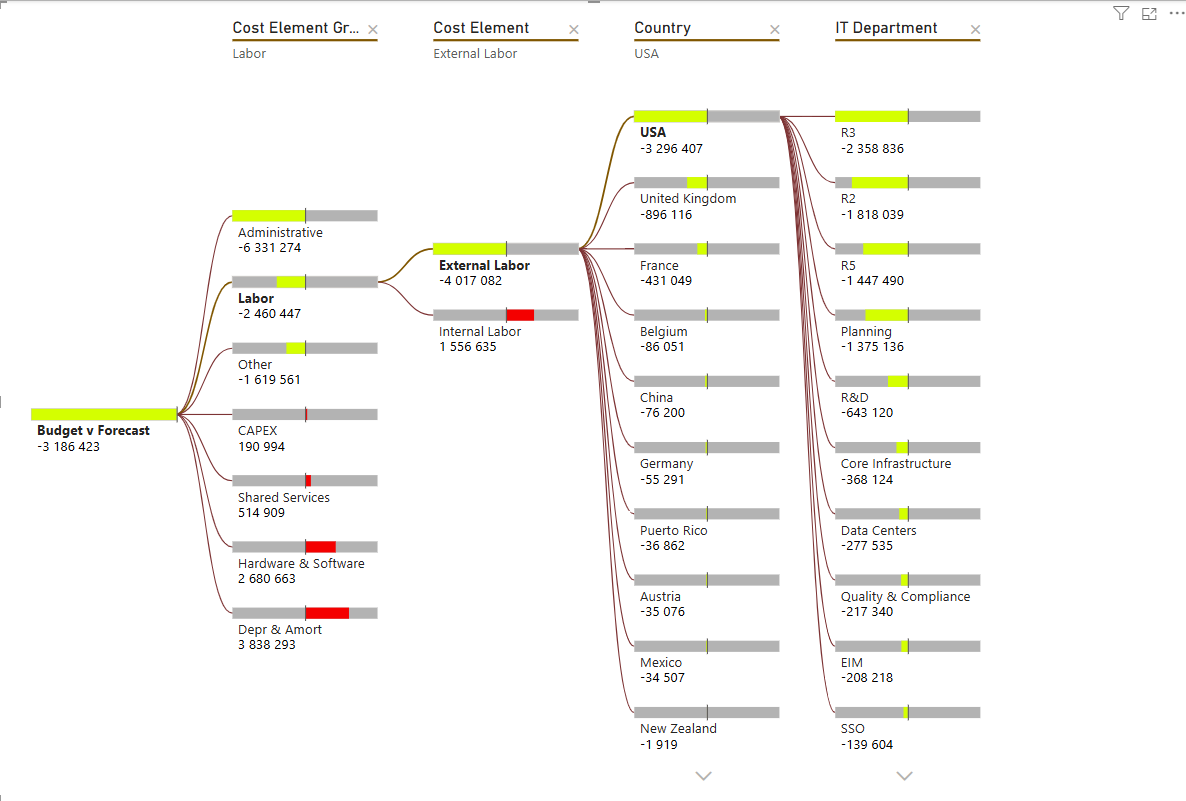 Cost Element Gr...
Labor
Cost Element
External Labor
Country
USA
IT Department
Budget v Forecast
-3 186 423
Administrative
-6 331 274
Labor
-2 460 447
Other
-1 619 561
CAPEX
190 994
Shared Services
514 909
Hardware & Software
2 680 663
Depr & Amort
3 838 293
External Labor
-4 017 082
Internal Labor
1 556 635
USA
-3 296 407
United Kingdom
-896 116
France
-431 049
Belgium
-86 051
China
-76 200
Germany
-55 291
Puerto Rico
-36 862
Austria
-35 076
Mexico
-34 507
New Zealand
-1 919
R3
-2 358 836
R2
-1 818 039
R5
-1 447 490
Planning
-1 375 136
R&D
-643 120
Core Infrastructure
-368 124
Data Centers
-277 535
Quality & Compliance
-217 340
EIM
-208 218
SSO
-139 604